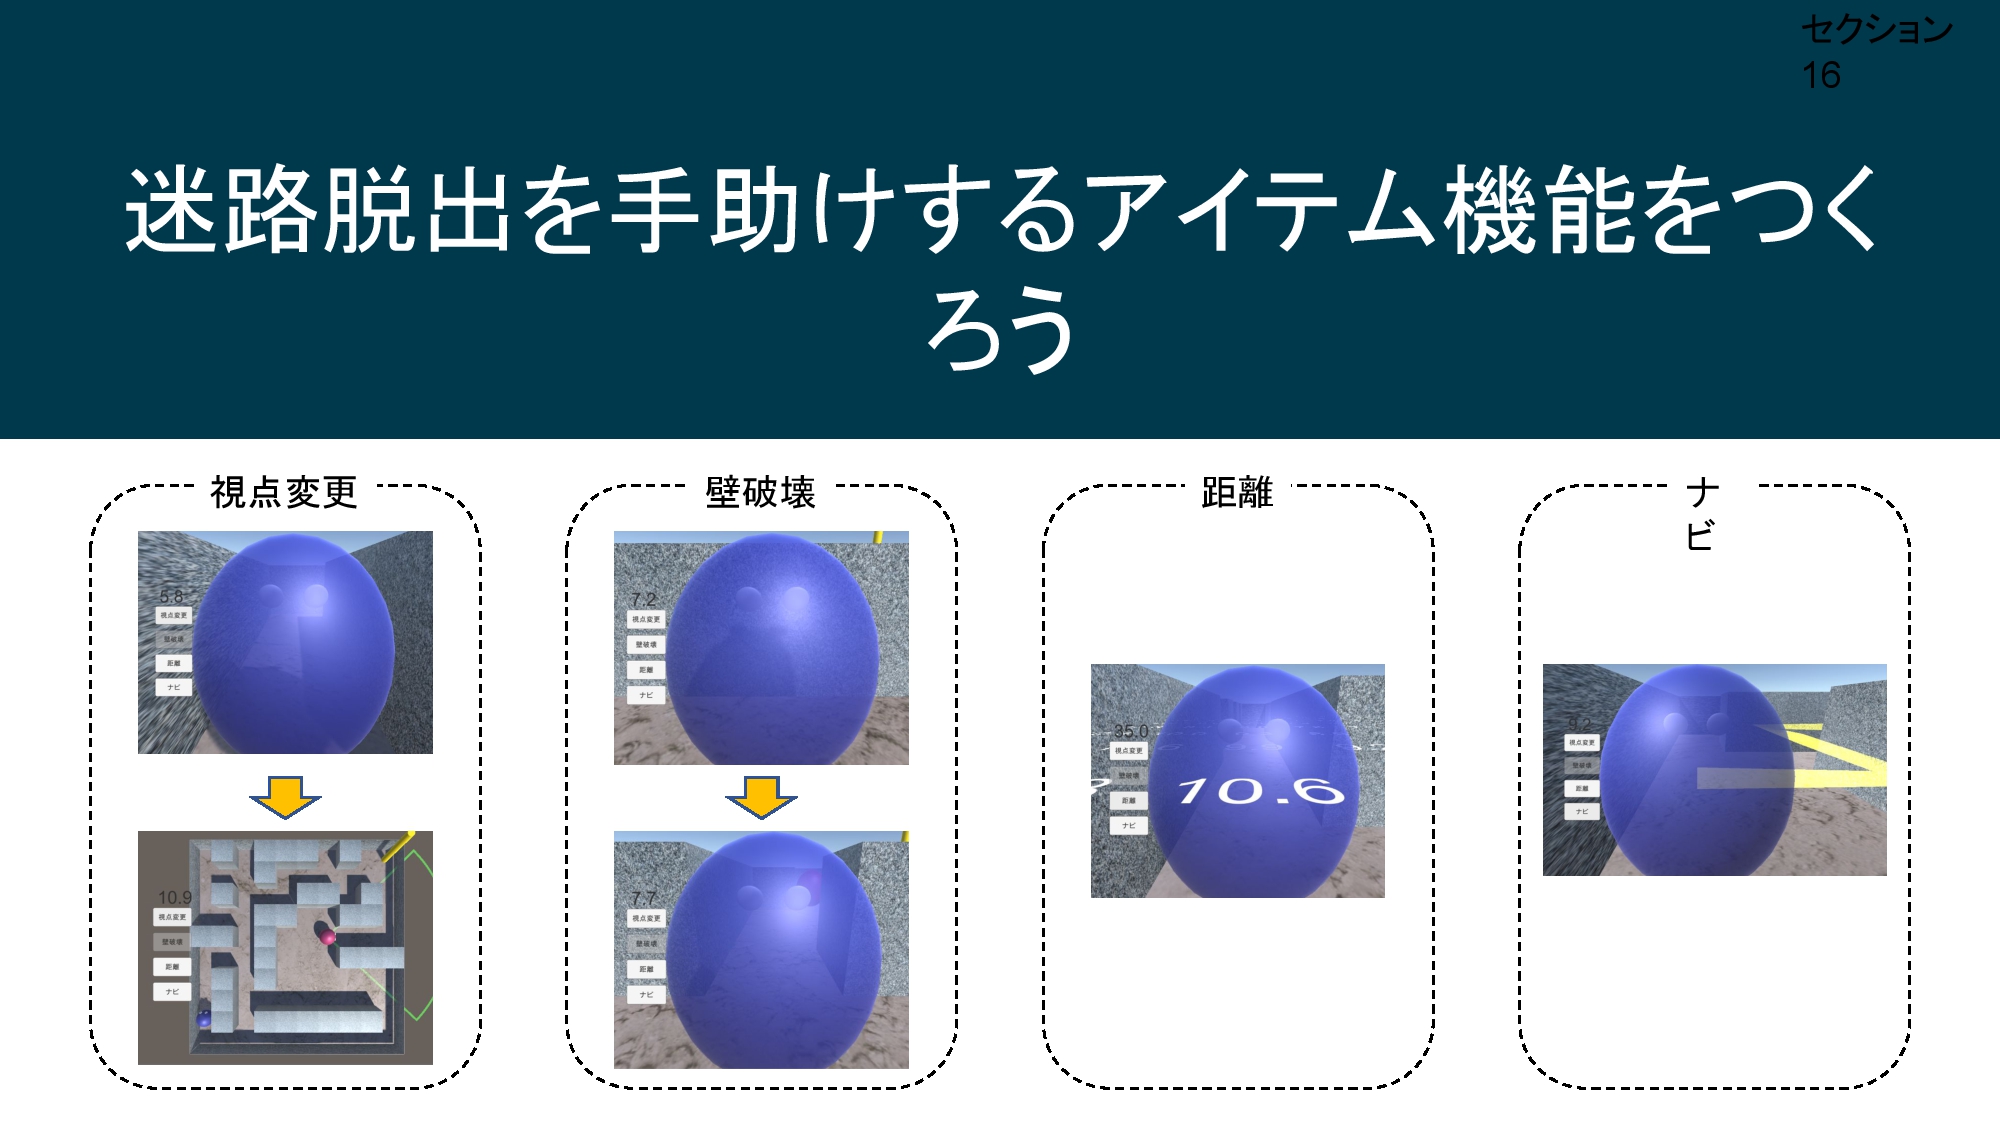 セクション
16
迷路脱出を手助けするアイテム機能をつく
ろう
視点変更
壁破壊
距離
ナ
ビ
5.8
視点変更
壁破壊
距離
ナビ
10.9
視点変更
壁破壊
距離
ナビ
7.2
視点変更
壁破壊
距離
ナビ
7.7
視点変更
壁破壊
距離
ナビ
35.0
視点変更
壁破壊
距離
ナビ
10.6
9.2
視点変更
壁破壊
距離
ナビ